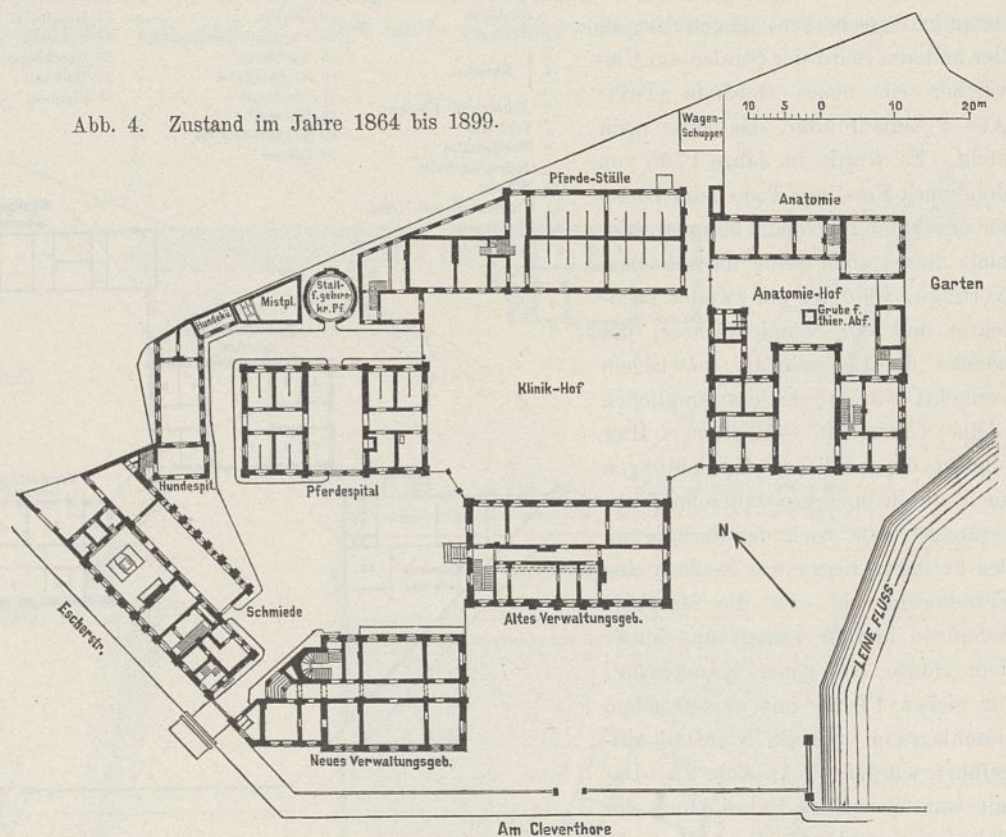 Abb. 4. Zustand im Jahre 1864 bis 1899.
10 5 0 10 20m
Wagen-
Schuppen
Pferde-Ställe
Anatomie
Garten
Anatomie-Hof
Grube f.
thier. Abf.
Stall
f. gehirn-
kr. Pf.
Mistpl.
Hundekü.
Klinik-Hof
Hundespit.
Pferdespital
N
Altes Verwaltungsgeb.
Schmiede
Escherstr.
LEINE FLUSS
Neues Verwaltungsgeb.
Am Cleverthore